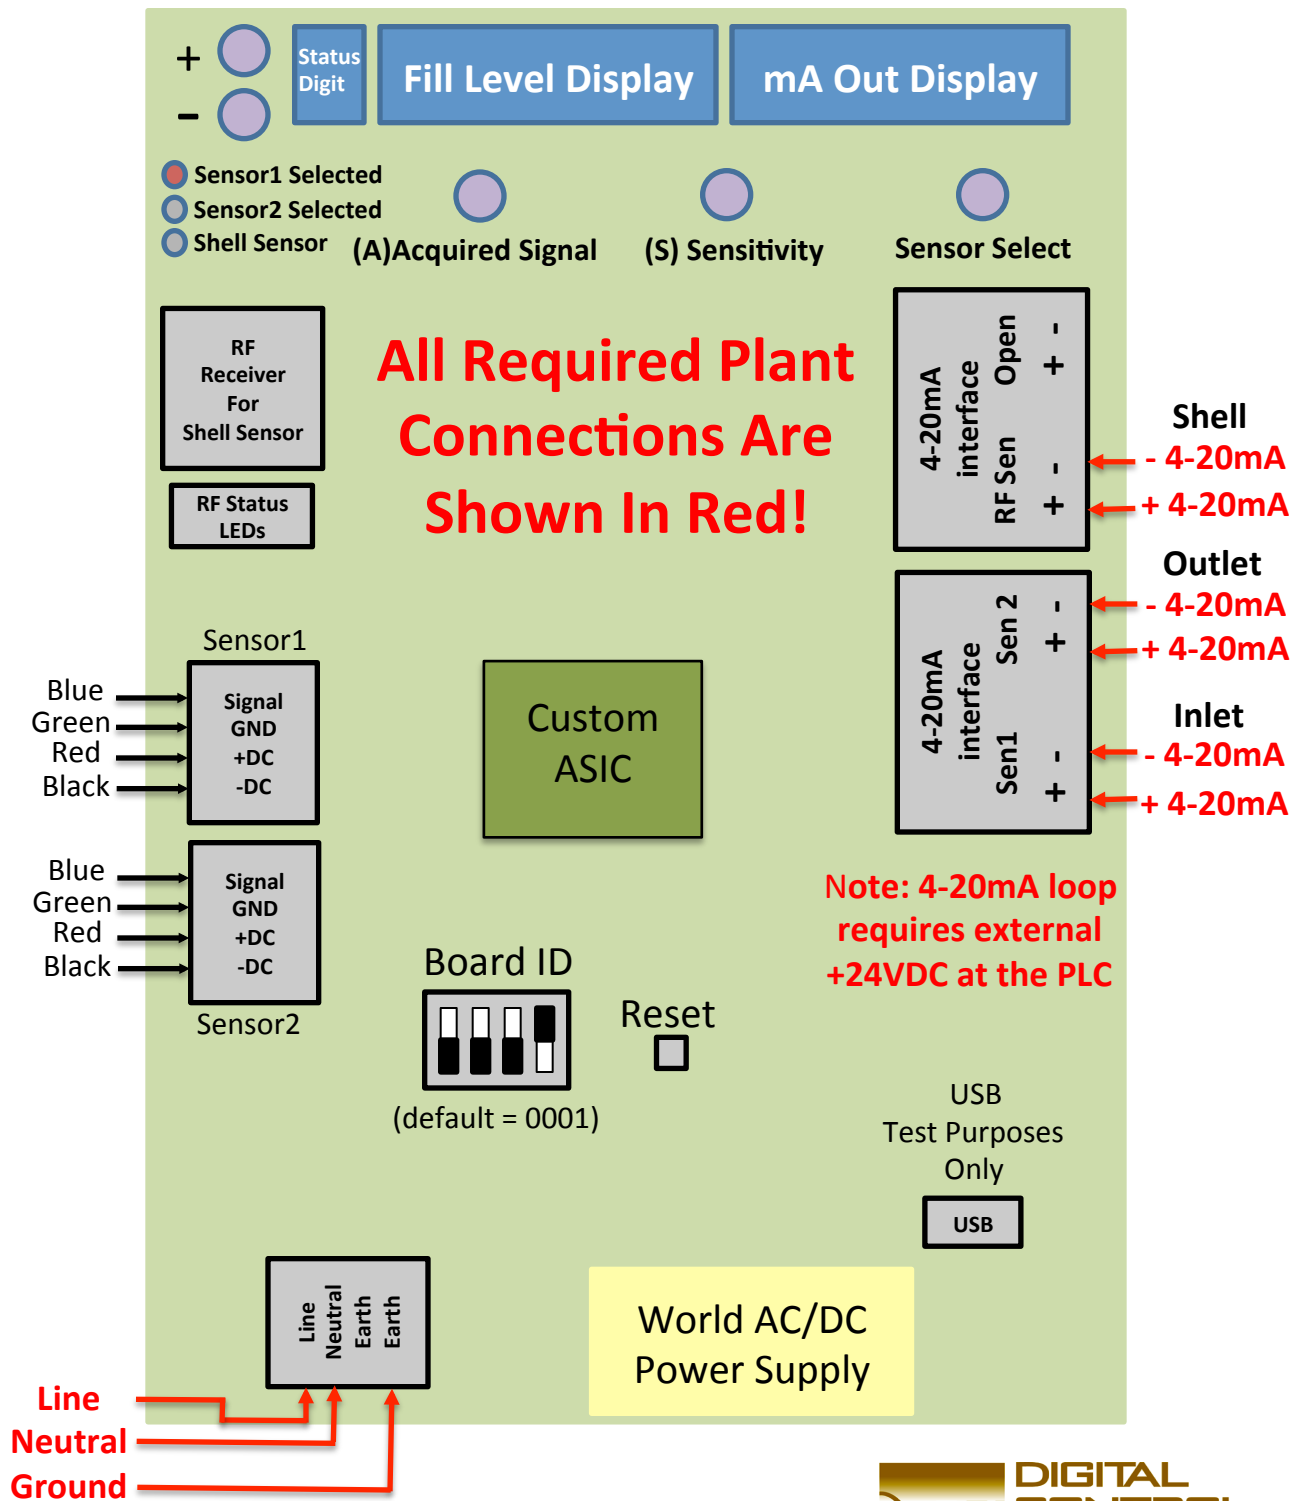 +
-
Status
Digit
Fill Level Display
mA Out Display
Sensor1 Selected
Sensor2 Selected
Shell Sensor
(A)Acquired Signal
(S) Sensitivity
Sensor Select
RF
Receiver
For
Shell Sensor
RF Status
LEDs
All Required Plant
Connections Are
Shown In Red!
4-20mA
interface
RF Sen Open
+ - + -
Shell
- 4-20mA
+ 4-20mA
4-20mA
interface
Sen1 Sen 2
+ - + -
Outlet
- 4-20mA
+ 4-20mA
Inlet
- 4-20mA
+ 4-20mA
Sensor1
Blue
Green
Red
Black
Signal
GND
+DC
-DC
Custom
ASIC
Blue
Green
Red
Black
Signal
GND
+DC
-DC
Sensor2
Note: 4-20mA loop
requires external
+24VDC at the PLC
Board ID
(default = 0001)
Reset
USB
Test Purposes
Only
USB
Line
Neutral
Earth
Earth
World AC/DC
Power Supply
Line
Neutral
Ground
DIGITAL